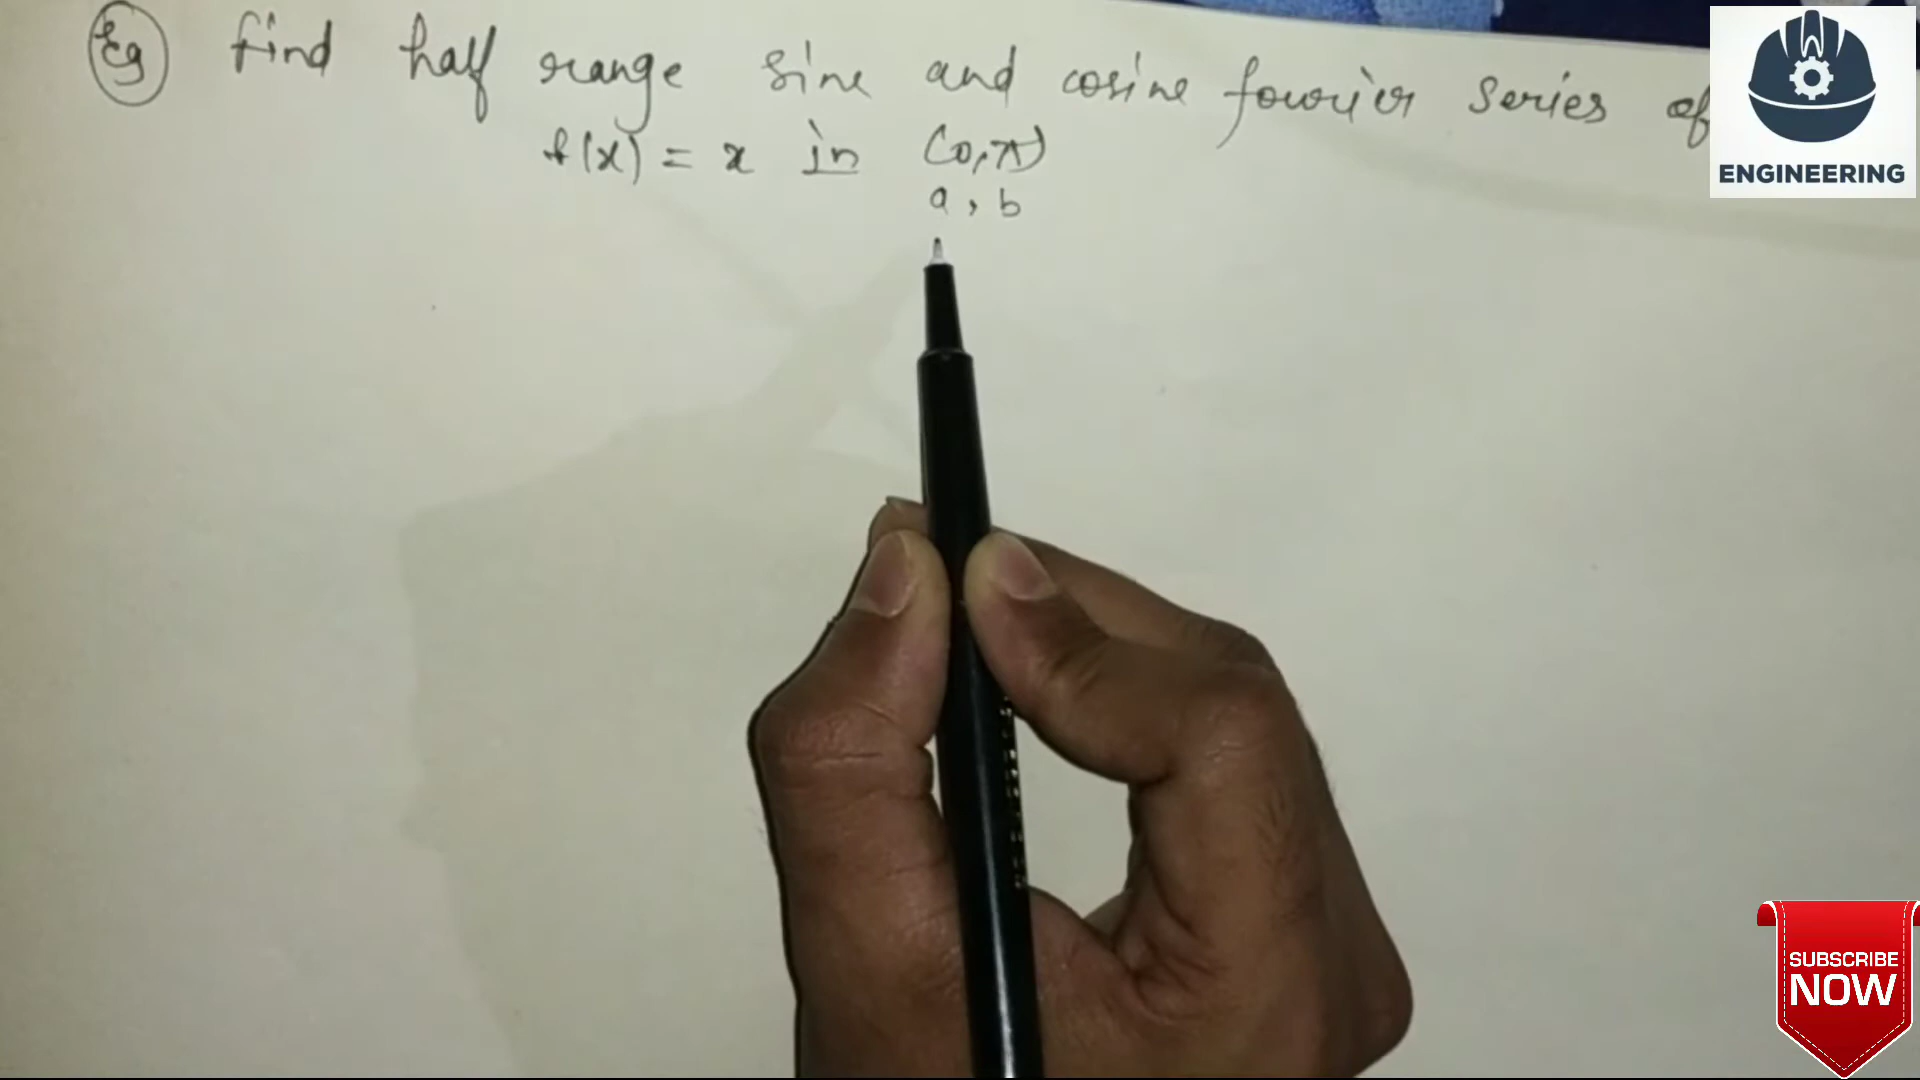 Eg find half range sine and cosine fourier series of
f(x) = x in (0,π)
a, b
ENGINEERING
SUBSCRIBE
NOW